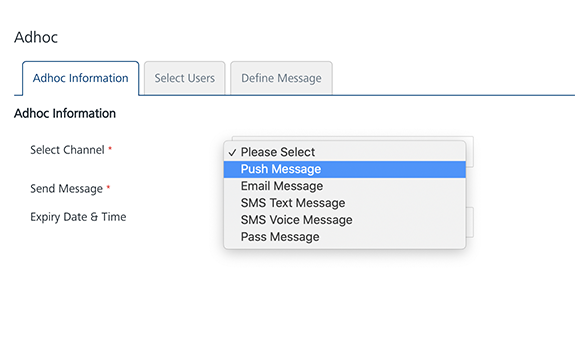 Adhoc
Adhoc Information Select Users Define Message
Adhoc Information
Select Channel *
✓ Please Select
Push Message
Email Message
SMS Text Message
SMS Voice Message
Pass Message
Send Message *
Expiry Date & Time